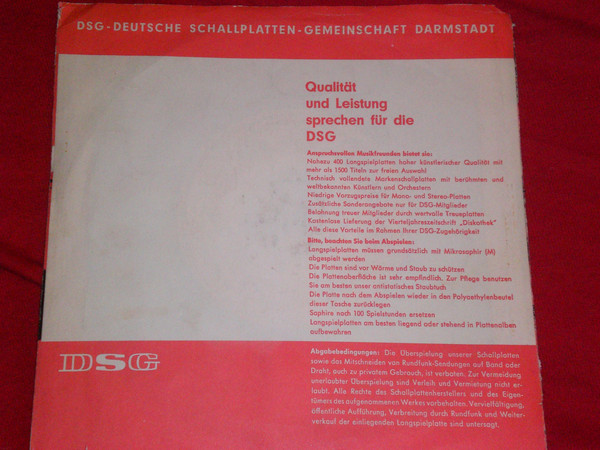 DSG-DEUTSCHE SCHALLPLATTEN-GEMEINSCHAFT DARMSTADT
Qualität
und Leistung
sprechen für die
DSG
Anspruchsvollen Musikfreunden bietet sie:
Nahezu 400 Langspielplatten hoher künstlerischer Qualität mit
mehr als 1500 Titeln zur freien Auswahl
Technisch vollendete Markenschallplatten mit berühmten und
weltbekannten Künstlern und Orchestern
Niedrige Vorzugspreise für Mono- und Stereo-Platten
Zusätzliche Sonderangebote nur für DSG-Mitglieder
Belohnung treuer Mitglieder durch wertvolle Treueplatten
Kostenlose Lieferung der Vierteljahreszeitschrift „Diskothek"
Alle diese Vorteile im Rahmen Ihrer DSG-Zugehörigkeit
Bitte, beachten Sie beim Abspielen:
Langspielplatten müssen grundsätzlich mit Mikrosaphir (M)
abgespielt werden
Die Platten sind vor Wärme und Staub zu schützen
Die Plattenoberfläche ist sehr empfindlich. Zur Pflege benutzen
Sie am besten unser antistatisches Staubtuch
Die Platte nach dem Abspielen wieder in den Polyaethylenbeutel
dieser Tasche zurücklegen
Saphire nach 100 Spielstunden ersetzen
Langspielplatten am besten liegend oder stehend in Plattenalben
aufbewahren
DSG
Abgabebedingungen: Die Überspielung unserer Schallplatten
sowie das Mitschneiden von Rundfunk-Sendungen auf Band oder
Draht, auch zu privatem Gebrauch, ist verboten. Zur Vermeidung
unerlaubter Überspielung sind Verleih und Vermietung nicht er-
laubt. Alle Rechte des Schallplattenherstellers und des Eigen-
tümers des aufgenommenen Werkes vorbehalten. Vervielfältigung,
öffentliche Aufführung, Verbreitung durch Rundfunk und Weiter-
verkauf der einliegenden Langspielplatte sind untersagt.